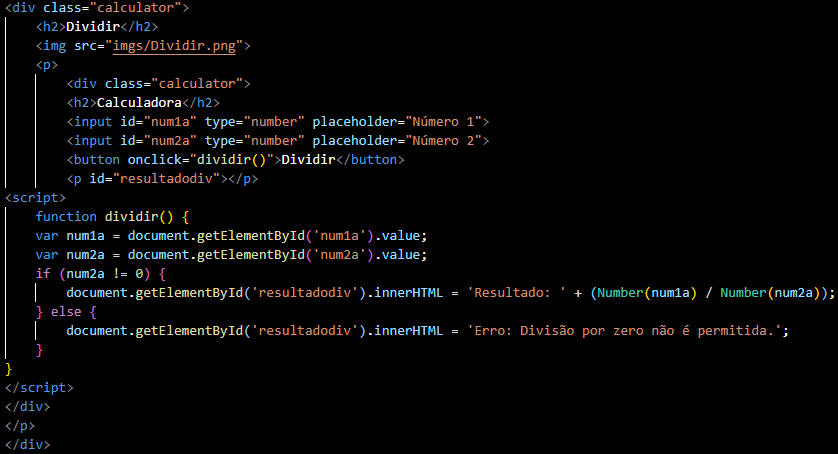 <div class="calculator">
    <h2>Dividir</h2>
    <img src="imgs/Dividir.png">
    <p>
        <div class="calculator">
        <h2>Calculadora</h2>
        <input id="num1a" type="number" placeholder="Número 1">
        <input id="num2a" type="number" placeholder="Número 2">
        <button onclick="dividir()">Dividir</button>
        <p id="resultadodiv"></p>
<script>
    function dividir() {
    var num1a = document.getElementById('num1a').value;
    var num2a = document.getElementById('num2a').value;
    if (num2a != 0) {
        document.getElementById('resultadodiv').innerHTML = 'Resultado: ' + (Number(num1a) / Number(num2a));
    } else {
        document.getElementById('resultadodiv').innerHTML = 'Erro: Divisão por zero não é permitida.';
    }
}
</script>
</div>
</p>
</div>